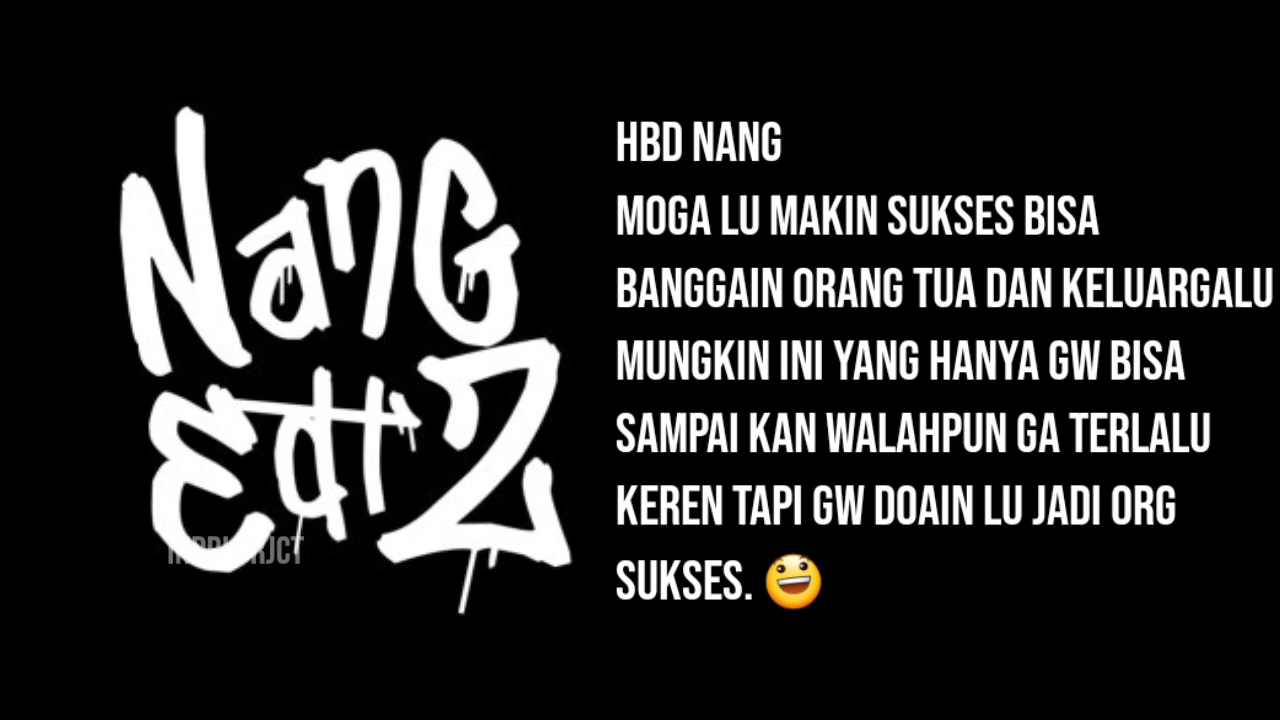 Nang
EdiZ
HBD NANG
MOGA LU MAKIN SUKSES BISA
BANGGAIN ORANG TUA DAN KELUARGALU
MUNGKIN INI YANG HANYA GW BISA
SAMPAI KAN WALAHPUN GA TERLALU
KEREN TAPI GW DOAIN LU JADI ORG
SUKSES. 😃